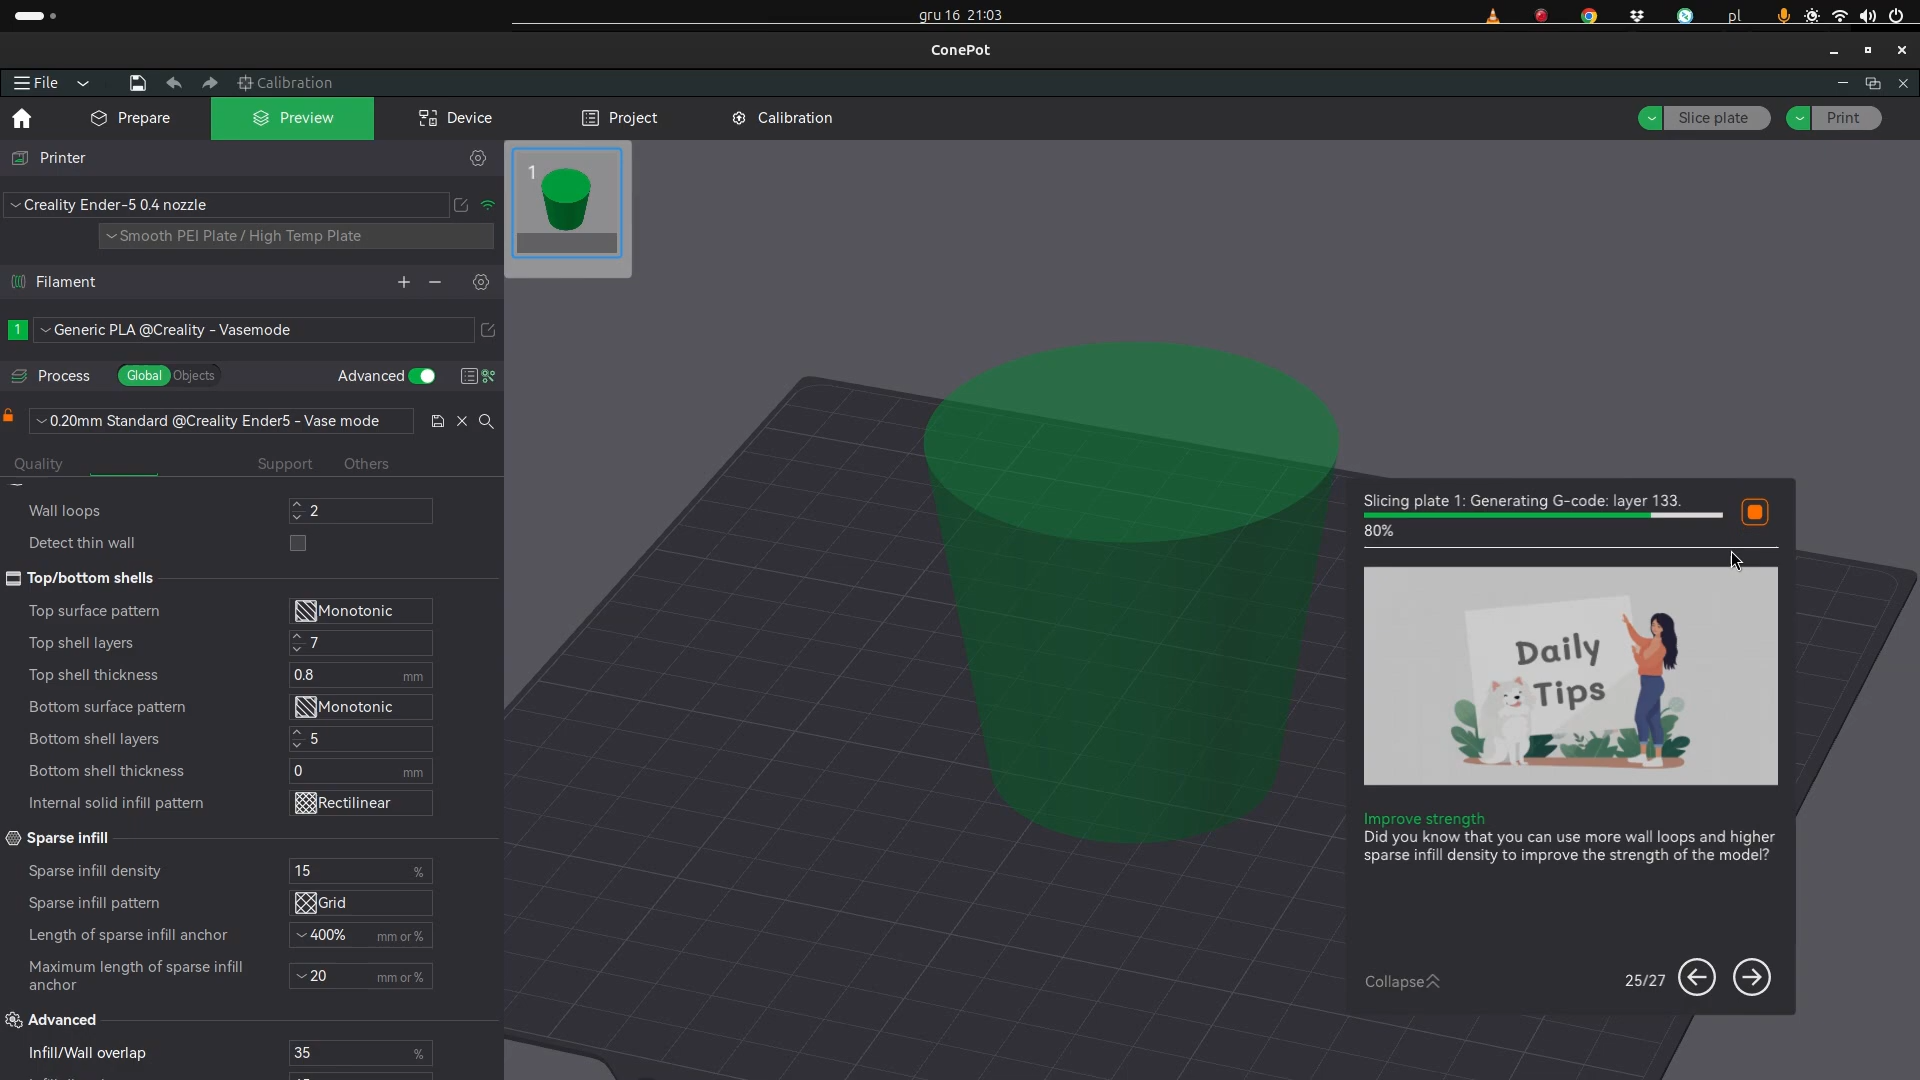 gru 16 21:03
pl
ConePot
File
Calibration
Prepare
Preview
Device
Project
Calibration
Slice plate
Print
Printer
Creality Ender-5 0.4 nozzle
Smooth PEI Plate / High Temp Plate
1
Filament
1
Generic PLA @Creality - Vasemode
Process
Global
Objects
Advanced
0.20mm Standard @Creality Ender5 - Vase mode
Quality
Support
Others
Wall loops
2
Detect thin wall
Top/bottom shells
Top surface pattern
Monotonic
Top shell layers
7
Top shell thickness
0.8 mm
Bottom surface pattern
Monotonic
Bottom shell layers
5
Bottom shell thickness
0 mm
Internal solid infill pattern
Rectilinear
Sparse infill
Sparse infill density
15 %
Sparse infill pattern
Grid
Length of sparse infill anchor
400% mm or %
Maximum length of sparse infill
anchor
20 mm or %
Advanced
Infill/Wall overlap
35 %
Slicing plate 1: Generating G-code: layer 133.
80%
Daily
Tips
Improve strength
Did you know that you can use more wall loops and higher
sparse infill density to improve the strength of the model?
Collapse
25/27